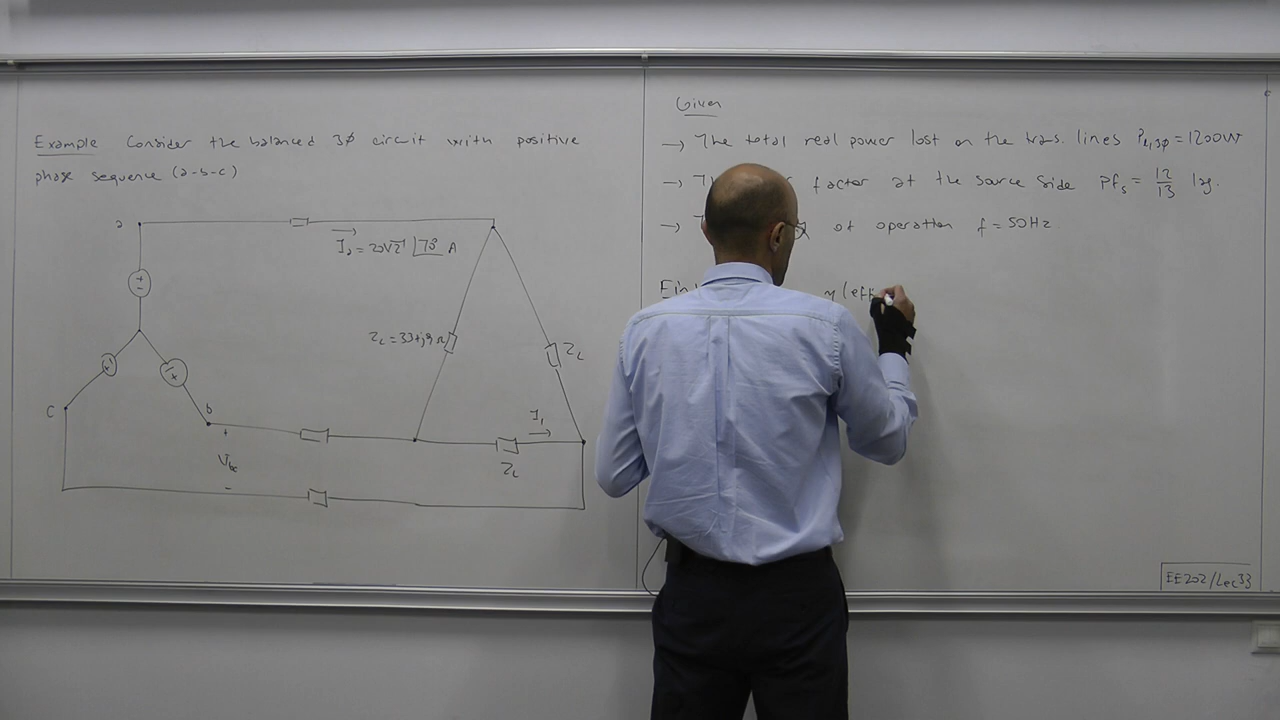 Example Consider the balanced 3φ circuit with positive
phase sequence (a-b-c)
a
I_a = 20√2 ∠78° A
Z_L = 33+j9 Ω
Z_L
c
b
+
V_bc
-
I_1
Z_L
Given
→ The total real power lost on the trans. lines P_l,3φ = 1200W
→ factor at the source side pf_s = 12/13 lag.
→ of operation f = 50Hz
(eff
EE202/Lec33